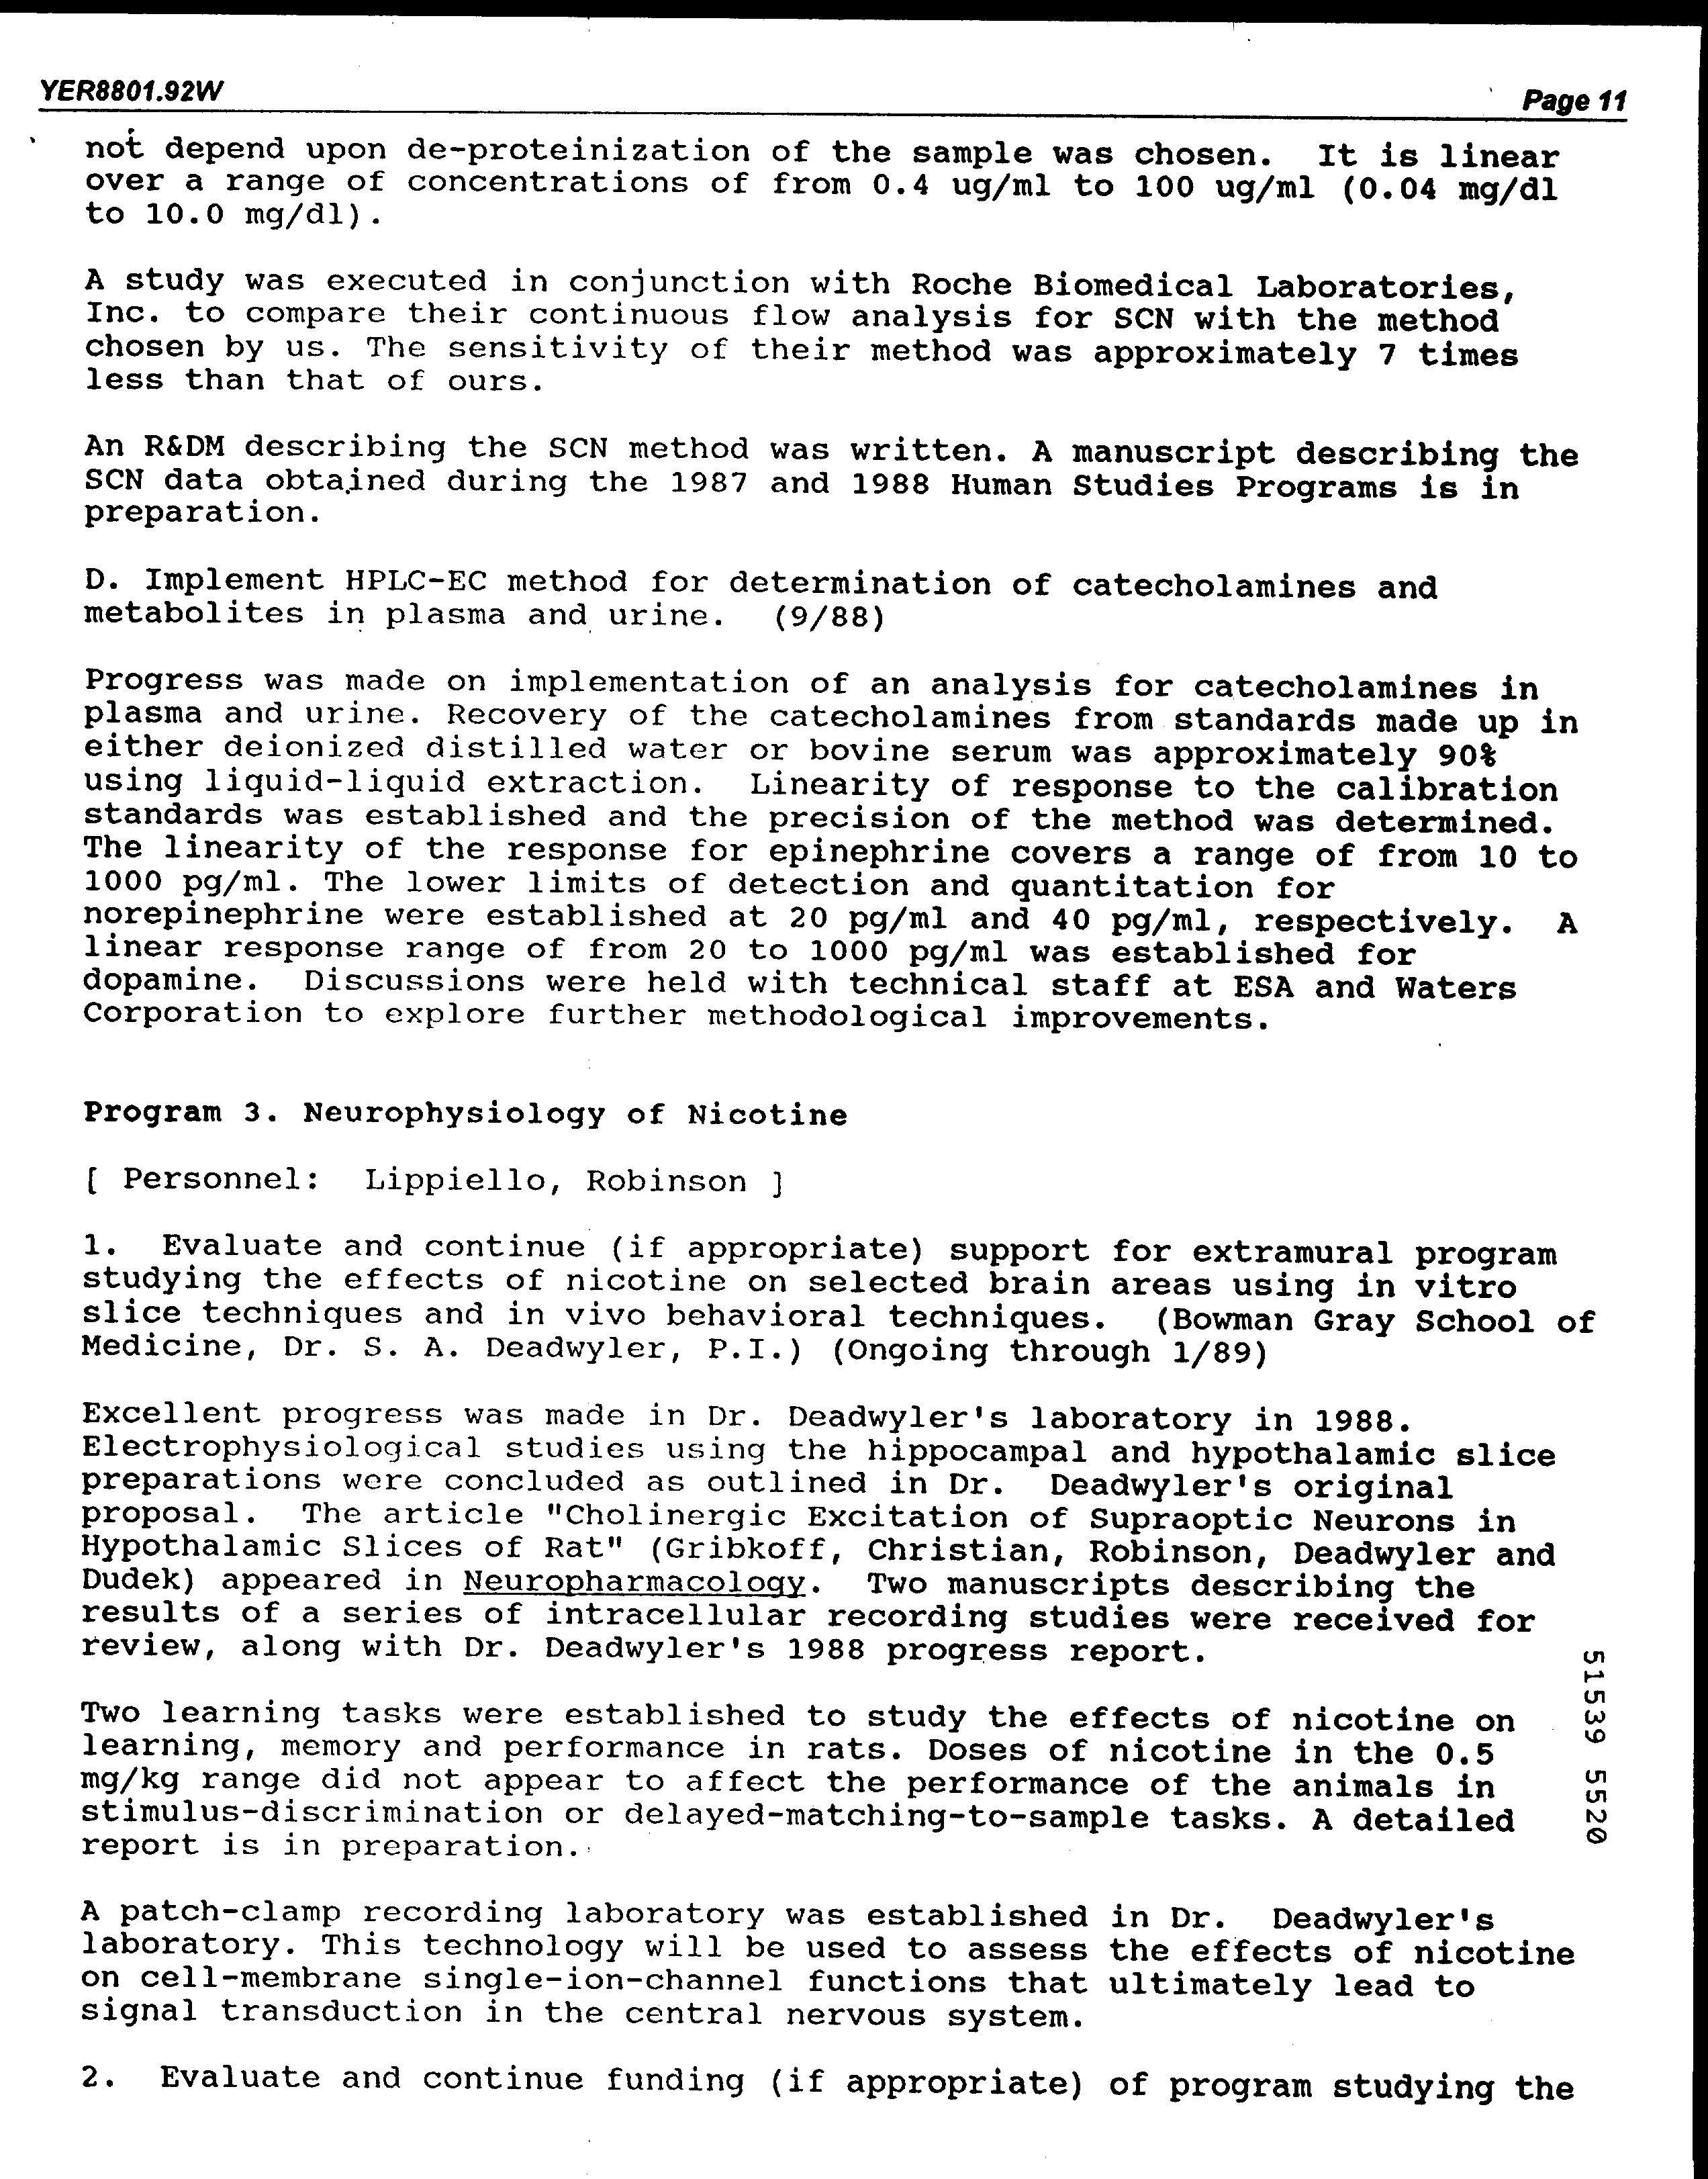 YER8801.92W Page 11
not depend upon de-proteinization of the sample was chosen. It is linear
over a range of concentrations of from 0.4 ug/ml to 100 ug/ml (0.04 mg/dl
to 10.0 mg/dl).
A study was executed in conjunction with Roche Biomedical Laboratories,
Inc. to compare their continuous flow analysis for SCN with the method
chosen by us. The sensitivity of their method was approximately 7 times
less than that of ours.
An R&DM describing the SCN method was written. A manuscript describing the
SCN data obtained during the 1987 and 1988 Human Studies Programs is in
preparation.
D. Implement HPLC-EC method for determination of catecholamines and
metabolites in plasma and urine. (9/88)
Progress was made on implementation of an analysis for catecholamines in
plasma and urine. Recovery of the catecholamines from standards made up in
either deionized distilled water or bovine serum was approximately 90%
using liquid-liquid extraction. Linearity of response to the calibration
standards was established and the precision of the method was determined.
The linearity of the response for epinephrine covers a range of from 10 to
1000 pg/ml. The lower limits of detection and quantitation for
norepinephrine were established at 20 pg/ml and 40 pg/ml, respectively. A
linear response range of from 20 to 1000 pg/ml was established for
dopamine. Discussions were held with technical staff at ESA and Waters
Corporation to explore further methodological improvements.
Program 3. Neurophysiology of Nicotine
[ Personnel: Lippiello, Robinson ]
1. Evaluate and continue (if appropriate) support for extramural program
studying the effects of nicotine on selected brain areas using in vitro
slice techniques and in vivo behavioral techniques. (Bowman Gray School of
Medicine, Dr. S. A. Deadwyler, P.I.) (Ongoing through 1/89)
Excellent progress was made in Dr. Deadwyler's laboratory in 1988.
Electrophysiological studies using the hippocampal and hypothalamic slice
preparations were concluded as outlined in Dr. Deadwyler's original
proposal. The article "Cholinergic Excitation of Supraoptic Neurons in
Hypothalamic Slices of Rat" (Gribkoff, Christian, Robinson, Deadwyler and
Dudek) appeared in Neuropharmacology. Two manuscripts describing the
results of a series of intracellular recording studies were received for
review, along with Dr. Deadwyler's 1988 progress report.
Two learning tasks were established to study the effects of nicotine on
learning, memory and performance in rats. Doses of nicotine in the 0.5
mg/kg range did not appear to affect the performance of the animals in
stimulus-discrimination or delayed-matching-to-sample tasks. A detailed
report is in preparation.
A patch-clamp recording laboratory was established in Dr. Deadwyler's
laboratory. This technology will be used to assess the effects of nicotine
on cell-membrane single-ion-channel functions that ultimately lead to
signal transduction in the central nervous system.
2. Evaluate and continue funding (if appropriate) of program studying the
51539 5520